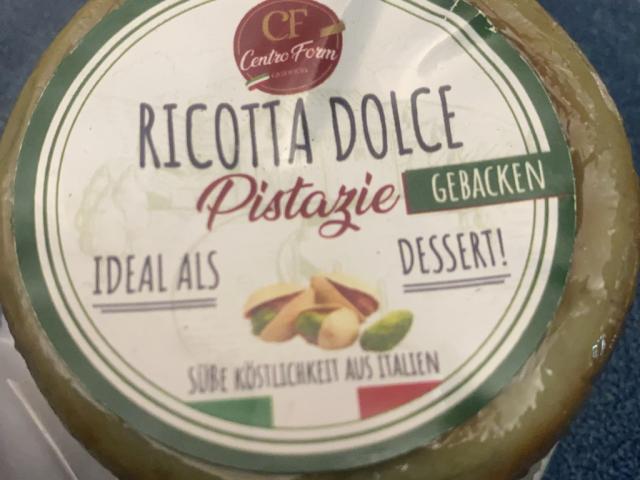 CF
Centro Form
RICOTTA DOLCE
Pistazie GEBACKEN
IDEAL ALS DESSERT!
SÜßE KÖSTLICHKEIT AUS ITALIEN